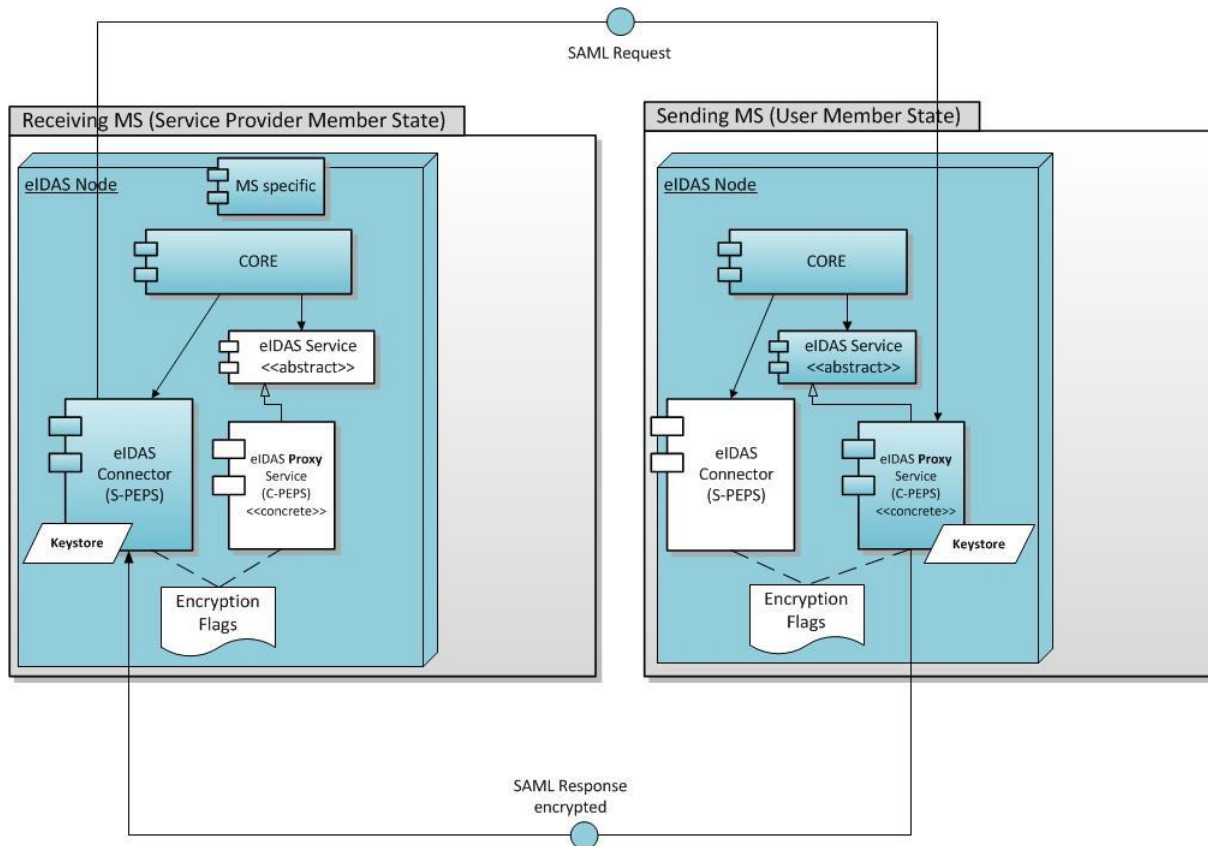 SAML Request
Receiving MS (Service Provider Member State)
eIDAS Node
MS specific
CORE
eIDAS Service
<<abstract>>
eIDAS
Connector
(S-PEPS)
eIDAS Proxy
Service
(C-PEPS)
<<concrete>>
Keystore
Encryption
Flags
Sending MS (User Member State)
eIDAS Node
CORE
eIDAS Service
<<abstract>>
eIDAS
Connector
(S-PEPS)
eIDAS Proxy
Service
(C-PEPS)
<<concrete>>
Keystore
Encryption
Flags
SAML Response
encrypted